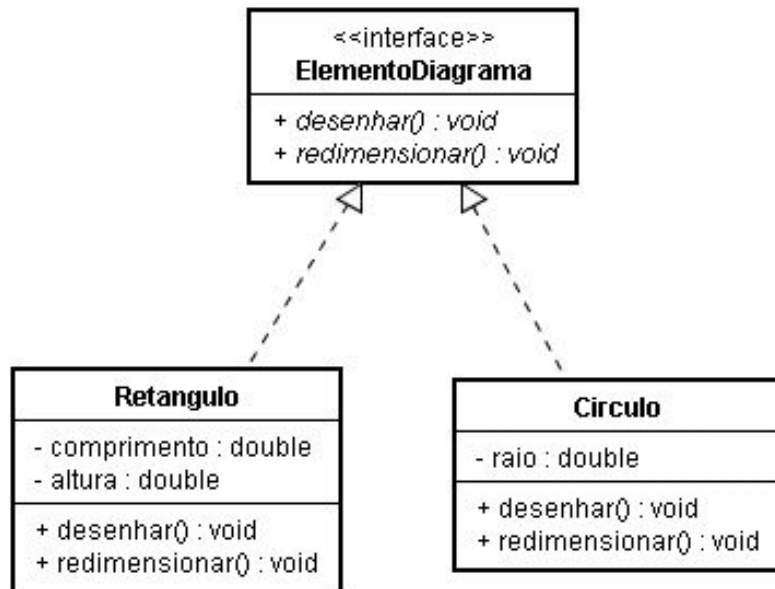 <<interface>>
ElementoDiagrama
+ desenhar() : void
+ redimensionar() : void
Retangulo
- comprimento : double
- altura : double
+ desenhar() : void
+ redimensionar() : void
Circulo
- raio : double
+ desenhar() : void
+ redimensionar() : void